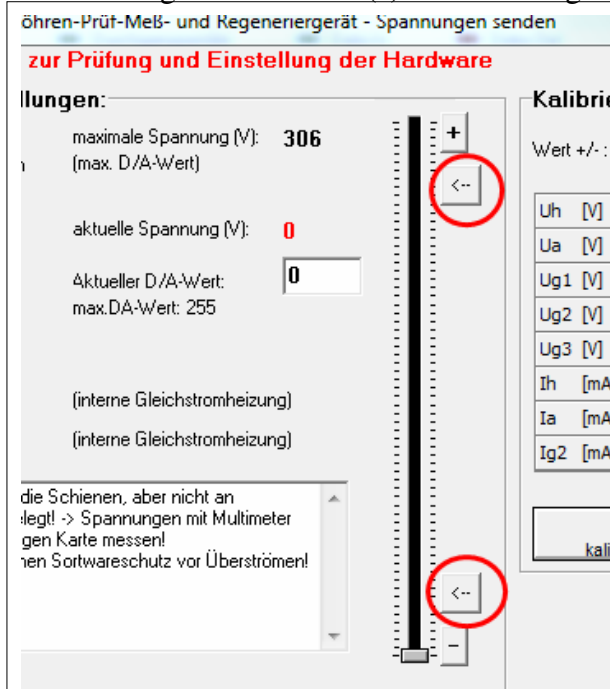 öhren-Prüf-Meß- und Regeneriergerät - Spannungen senden
zur Prüfung und Einstellung der Hardware
llungen:
maximale Spannung (V): 306
(max. D/A-Wert)
aktuelle Spannung (V): 0
Aktueller D/A-Wert: 0
max.DA-Wert: 255
(interne Gleichstromheizung)
(interne Gleichstromheizung)
die Schienen, aber nicht an
elegt! -> Spannungen mit Multimeter
gen Karte messen!
nen Sortwareschutz vor Überströmen!
+
<--
<--
-
Kalibrie
Wert +/- :
Uh [V]
Ua [V]
Ug1 [V]
Ug2 [V]
Ug3 [V]
Ih [mA
Ia [mA
Ig2 [mA
kali